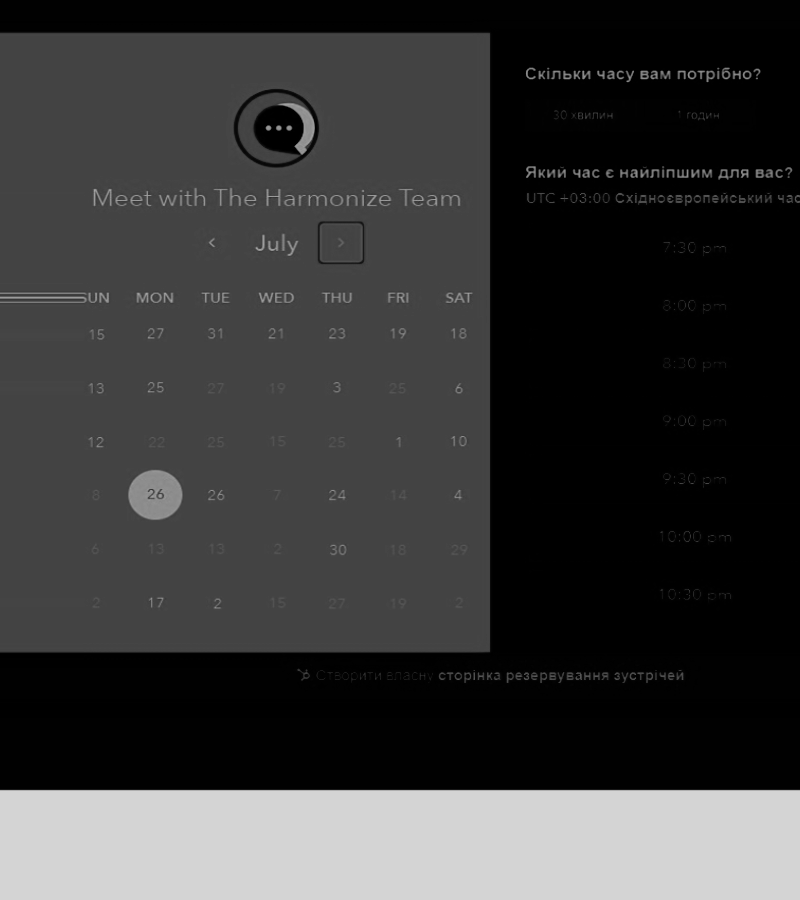 Meet with The Harmonize Team
July
SUN MON TUE WED THU FRI SAT
15 27 31 21 23 19 18
13 25 27 19 3 25 6
12 22 25 15 25 1 10
8 26 26 7 24 14 4
6 13 13 2 30 18 29
2 17 2 15 27 19 2
Скільки часу вам потрібно?
30 хвилин 1 годин
Який час є найліпшим для вас?
UTC +03:00 Східноєвропейський час
7:30 pm
8:00 pm
8:30 pm
9:00 pm
9:30 pm
10:00 pm
10:30 pm
Створити власну сторінка резервування зустрічей